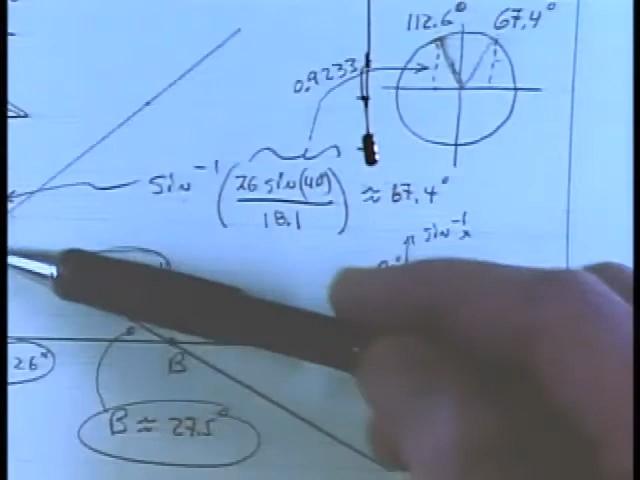 112.6° 67.4°
0.9233
sin⁻¹(26 sin(40)/18.1) ≈ 67.4°
sin⁻¹x
B
26°
B ≈ 27.5°